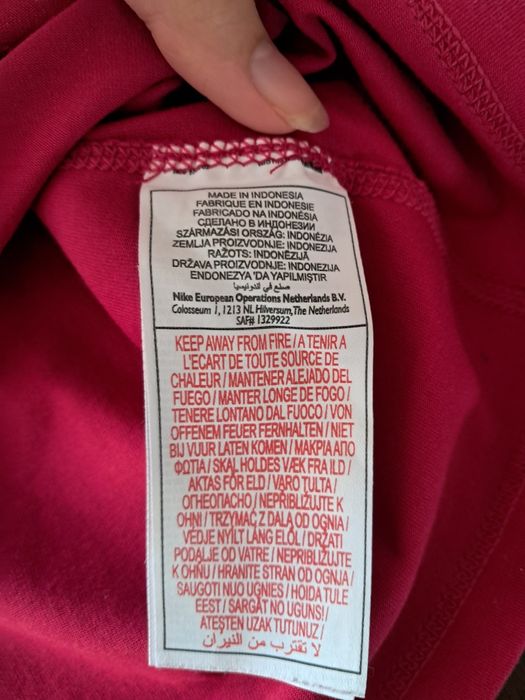 MADE IN INDONESIA
FABRIQUE EN INDONESIE
FABRICADO NA INDONÉSIA
СДЕЛАНО В ИНДОНЕЗИИ
SZÁRMAZÁSI ORSZÁG: INDONÉZIA
ZEMLJA PROIZVODNJE: INDONEZIJA
RAŽOTS: INDONĒZIJĀ
DRŽAVA PROIZVODNJE: INDONEZIJA
ENDONEZYA 'DA YAPILMIŞTIR
صنع في اندونيسيا
Nike European Operations Netherlands B.V.
Colosseum 1, 1213 NL Hilversum, The Netherlands
SAF# 1329922
KEEP AWAY FROM FIRE / A TENIR A
L'ECART DE TOUTE SOURCE DE
CHALEUR / MANTENER ALEJADO DEL
FUEGO / MANTER LONGE DE FOGO /
TENERE LONTANO DAL FUOCO / VON
OFFENEM FEUER FERNHALTEN / NIET
BIJ VUUR LATEN KOMEN / ΜΑΚΡΙΑ ΑΠΟ
ΦΩΤΙΑ / SKAL HOLDES VÆK FRA ILD /
AKTAS FÖR ELD / VARO TULTA /
ОГНЕОПАСНО / NEPŘIBLIŽUJTE K
OHNI / TRZYMAĆ Z DALA OD OGNIA /
VÉDJE NYÍLT LÁNG ELŐL / DRŽATI
PODALJE OD VATRE / NEPRIBLIŽUJTE
K OHŇU / HRANITE STRAN OD OGNJA /
SAUGOTI NUO UGNIES / HOIDA TULE
EEST / SARGĀT NO UGUNS! /
ATEŞTEN UZAK TUTUNUZ /
لا تقترب من النيران